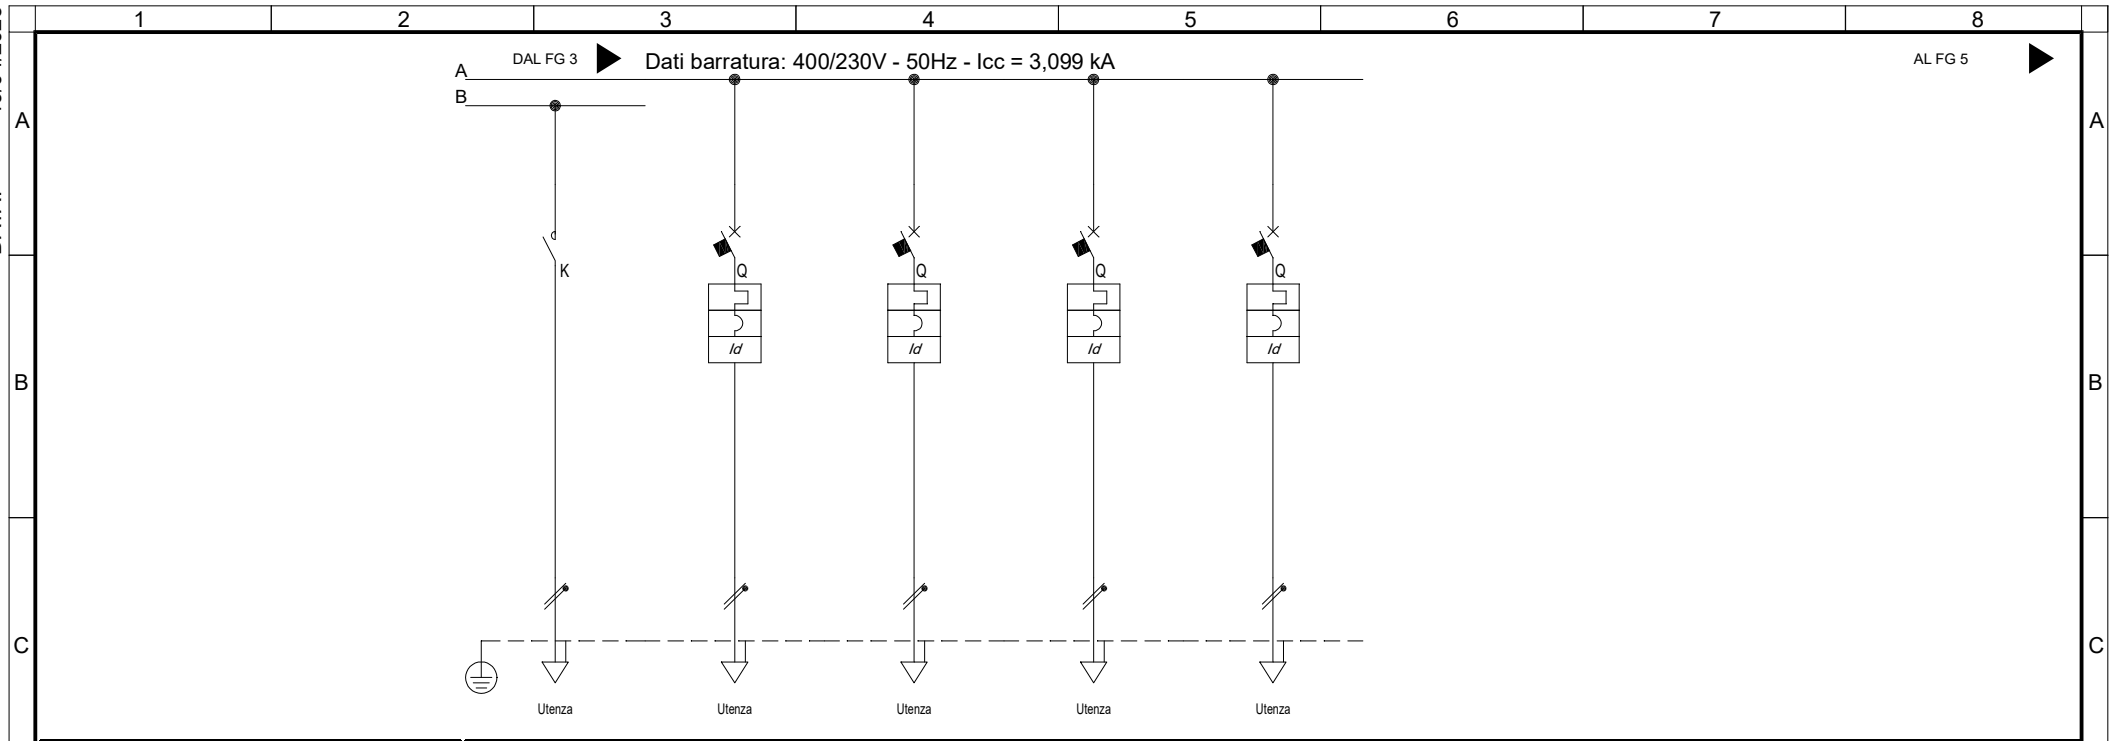 1 2 3 4 5 6 7 8
DAL FG 3 Dati barratura: 400/230V - 50Hz - Icc = 3,099 kA AL FG 5
A
B
A A
K Q Q Q Q
Id Id Id Id
B B
C C
Utenza Utenza Utenza Utenza Utenza